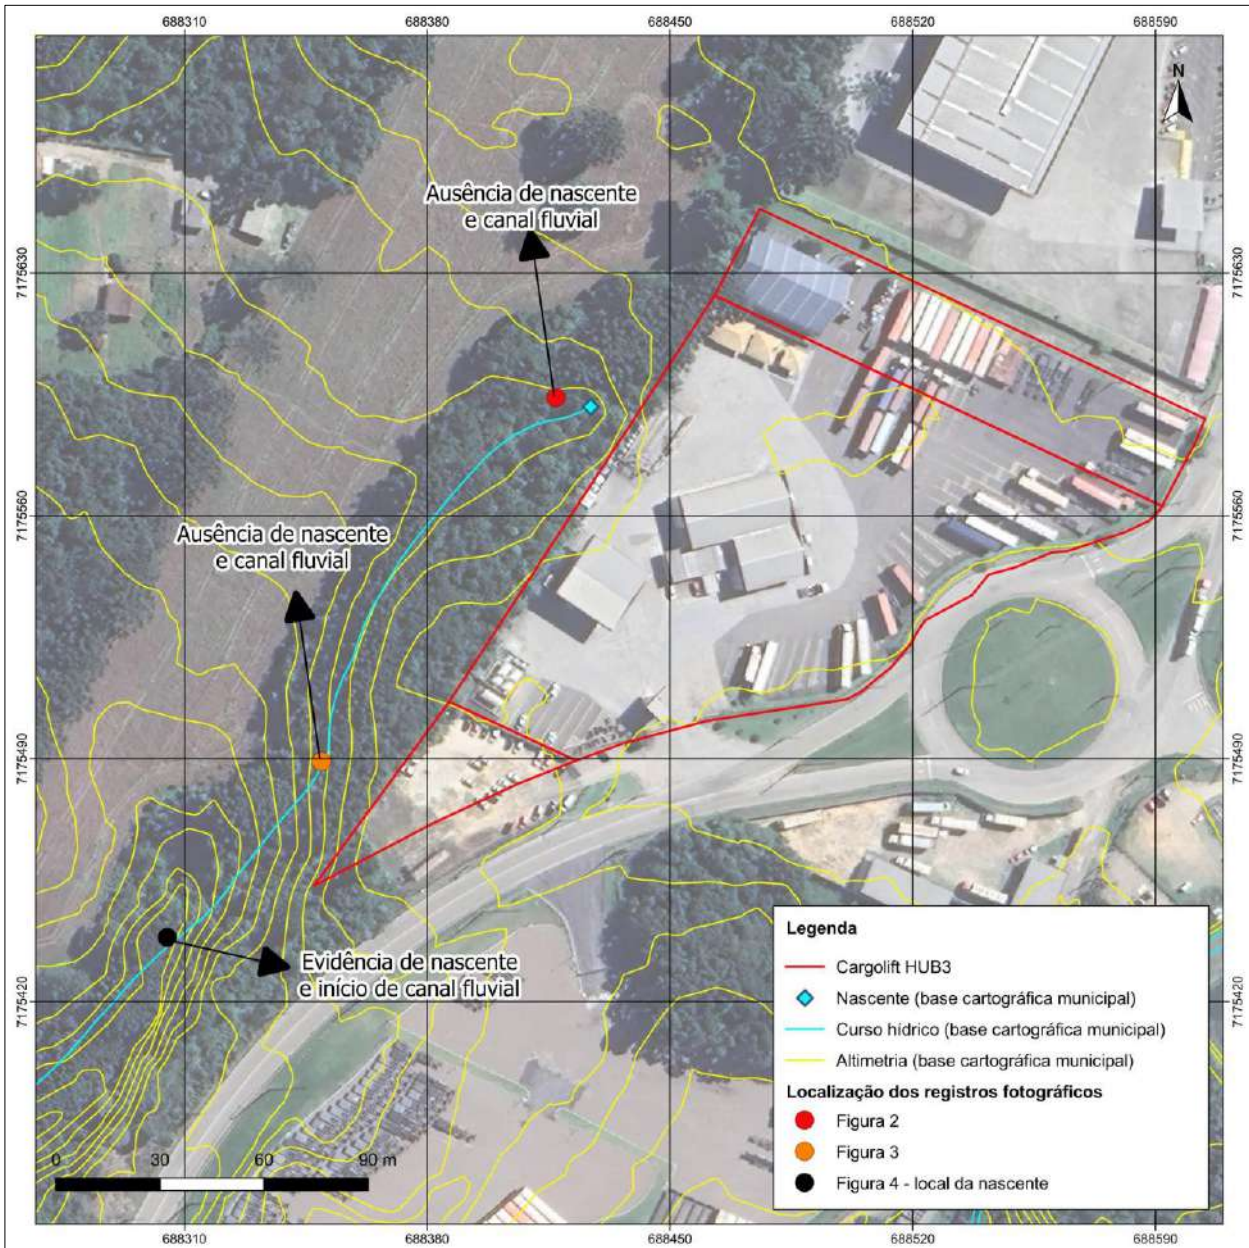 688310
688380
688450
688520
688590
N
Ausência de nascente
e canal fluvial
7175630
7175630
7175560
7175560
Ausência de nascente
e canal fluvial
7175490
7175490
Evidência de nascente
e início de canal fluvial
7175420
7175420
0
30
60
90 m
Legenda
Cargolift HUB3
Nascente (base cartográfica municipal)
Curso hídrico (base cartográfica municipal)
Altimetria (base cartográfica municipal)
Localização dos registros fotográficos
Figura 2
Figura 3
Figura 4 - local da nascente
688310
688380
688450
688520
688590